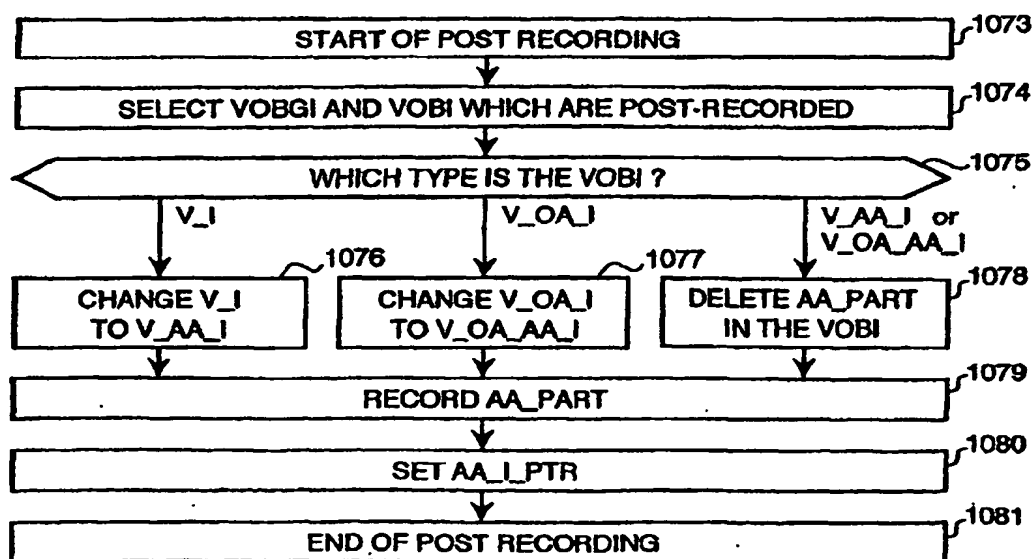 START OF POST RECORDING 1073
SELECT VOBGI AND VOBI WHICH ARE POST-RECORDED 1074
WHICH TYPE IS THE VOBI ? 1075
V_I V_OA_I V_AA_I or
V_OA_AA_I
1076 1077 1078
CHANGE V_I CHANGE V_OA_I DELETE AA_PART
TO V_AA_I TO V_OA_AA_I IN THE VOBI
RECORD AA_PART 1079
SET AA_I_PTR 1080
END OF POST RECORDING 1081